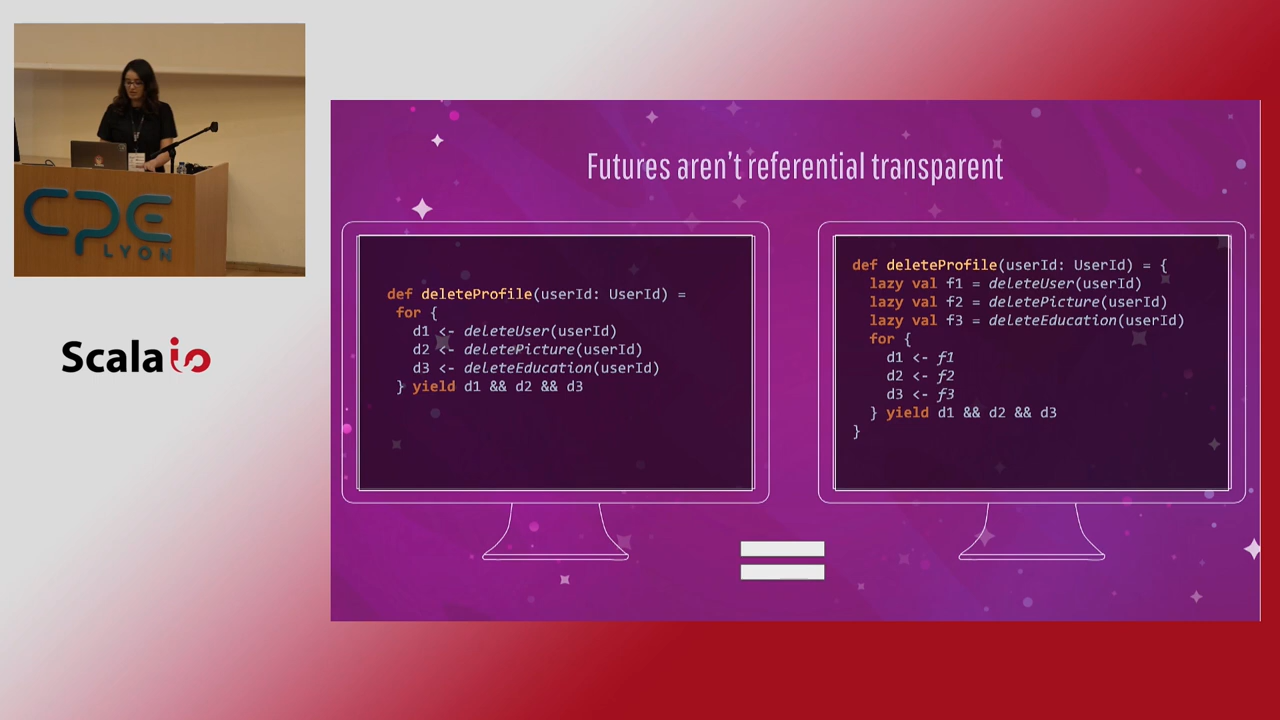 CPE
LYON
Scala io
Futures aren't referential transparent
def deleteProfile(userId: UserId) =
for {
d1 <- deleteUser(userId)
d2 <- deletePicture(userId)
d3 <- deleteEducation(userId)
} yield d1 && d2 && d3
def deleteProfile(userId: UserId) = {
lazy val f1 = deleteUser(userId)
lazy val f2 = deletePicture(userId)
lazy val f3 = deleteEducation(userId)
for {
d1 <- f1
d2 <- f2
d3 <- f3
} yield d1 && d2 && d3
}